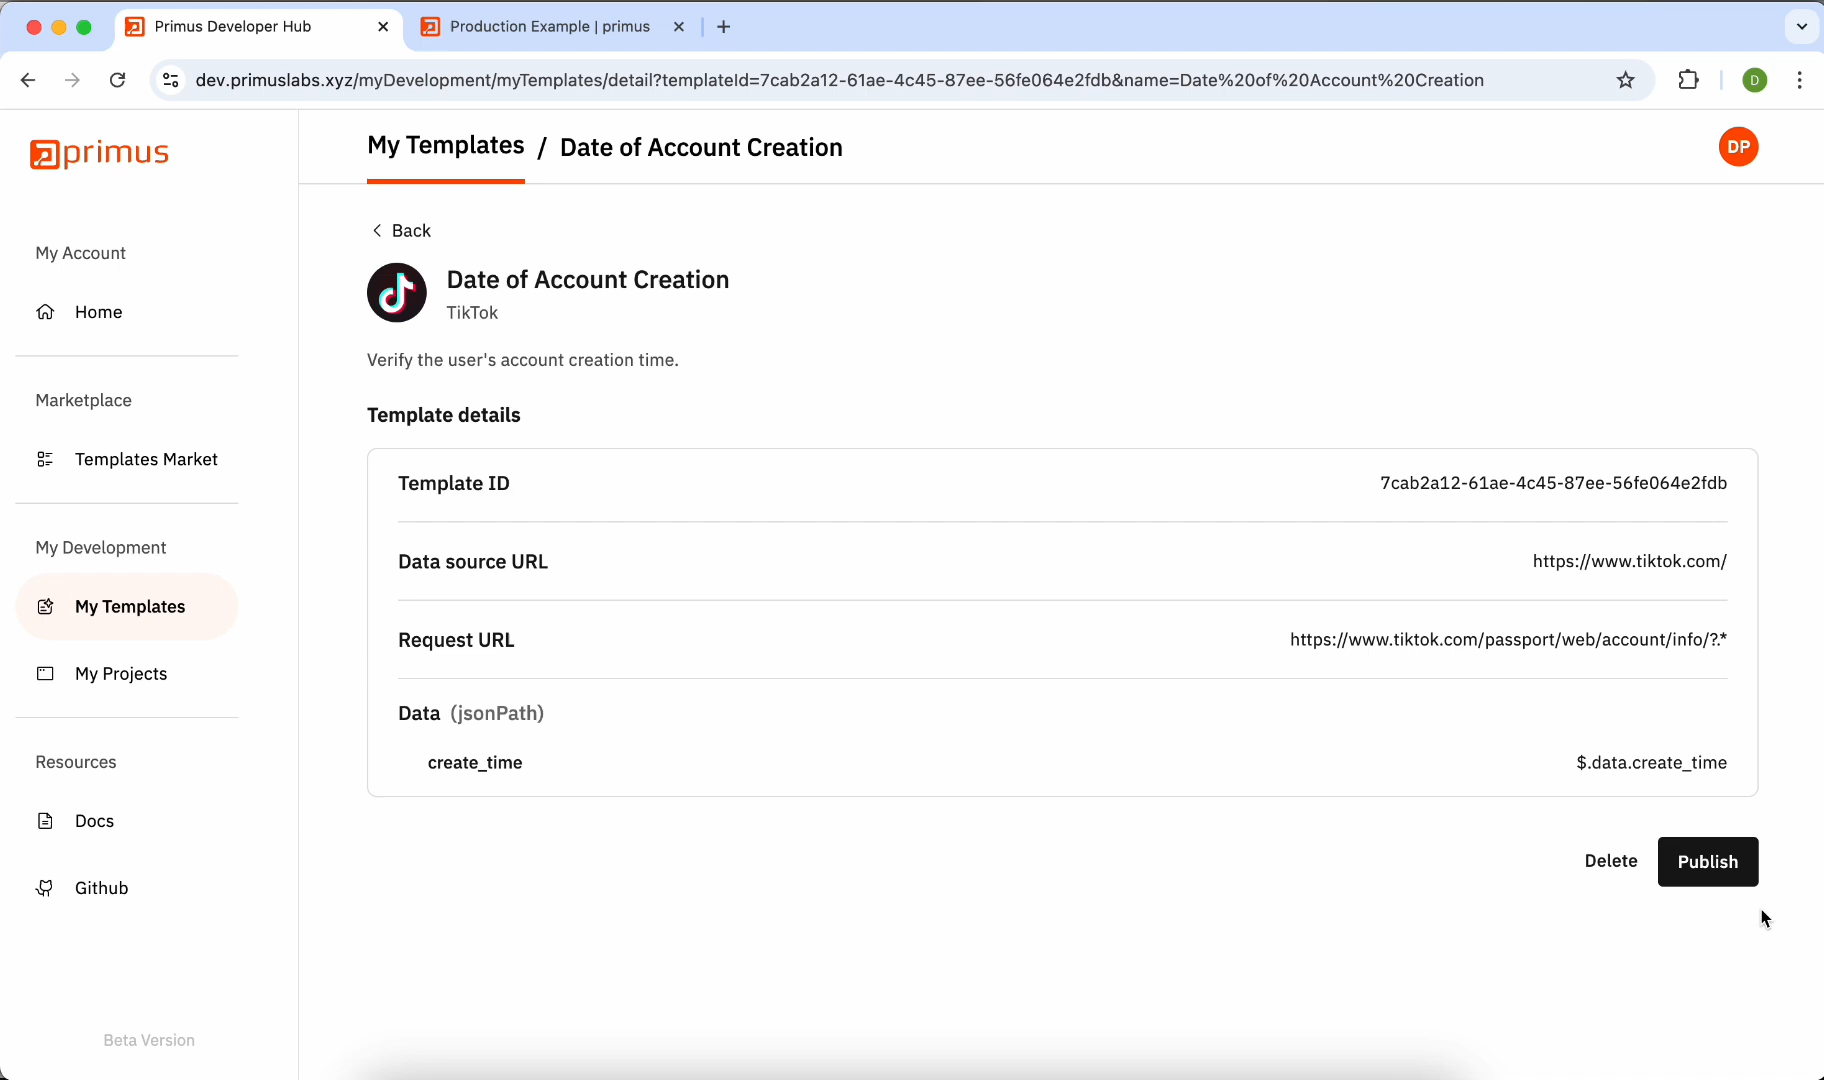 Primus Developer Hub
Production Example | primus
dev.primuslabs.xyz/myDevelopment/myTemplates/detail?templateId=7cab2a12-61ae-4c45-87ee-56fe064e2fdb&name=Date%20of%20Account%20Creation
D
primus
My Templates / Date of Account Creation
DP
My Account
Home
Marketplace
Templates Market
My Development
My Templates
My Projects
Resources
Docs
Github
Beta Version
Back
Date of Account Creation
TikTok
Verify the user's account creation time.
Template details
Template ID 7cab2a12-61ae-4c45-87ee-56fe064e2fdb
Data source URL https://www.tiktok.com/
Request URL https://www.tiktok.com/passport/web/account/info/?.*
Data (jsonPath)
create_time $.data.create_time
Delete Publish